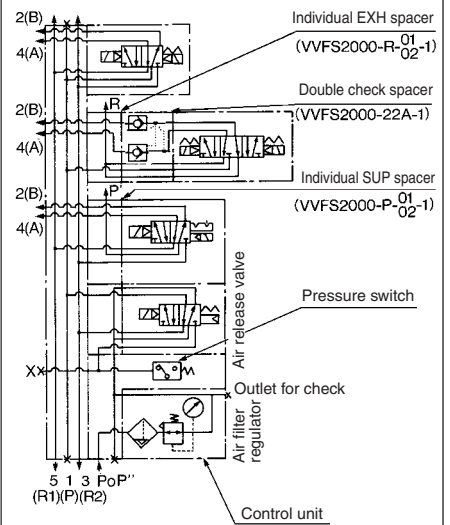 2(B)
4(A)
Individual EXH spacer
(VVFS2000-R-01/02-1)
Double check spacer
(VVFS2000-22A-1)
2(B)
4(A)
R
Individual SUP spacer
(VVFS2000-P-01/02-1)
2(B)
4(A)
P
Air release valve
Pressure switch
X
Outlet for check
Air filter
regulator
5 1 3 PoP''
(R1)(P)(R2)
Control unit